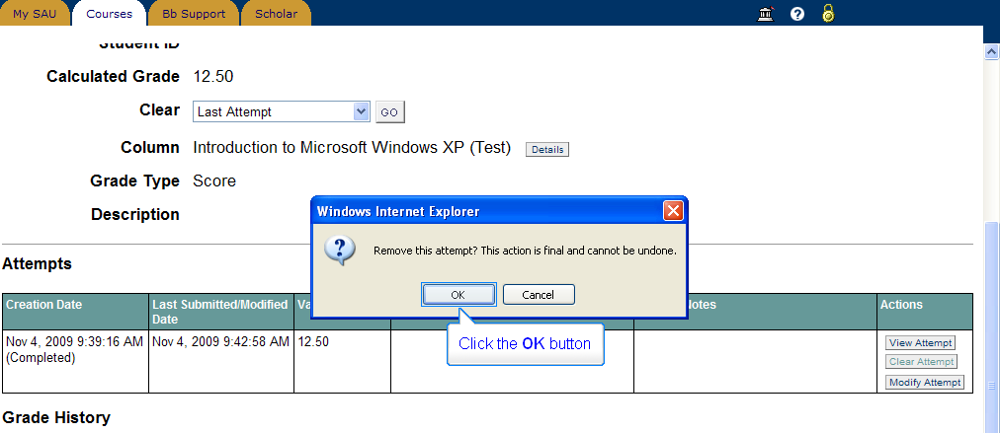 My SAU Courses Bb Support Scholar
Student ID
Calculated Grade 12.50
Clear Last Attempt GO
Column Introduction to Microsoft Windows XP (Test) Details
Grade Type Score
Description
Windows Internet Explorer
Remove this attempt? This action is final and cannot be undone.
OK Cancel
Click the OK button
Attempts
Creation Date Last Submitted/Modified Date Va otes Actions
Nov 4, 2009 9:39:16 AM (Completed) Nov 4, 2009 9:42:58 AM 12.50 View Attempt
Clear Attempt
Modify Attempt
Grade History